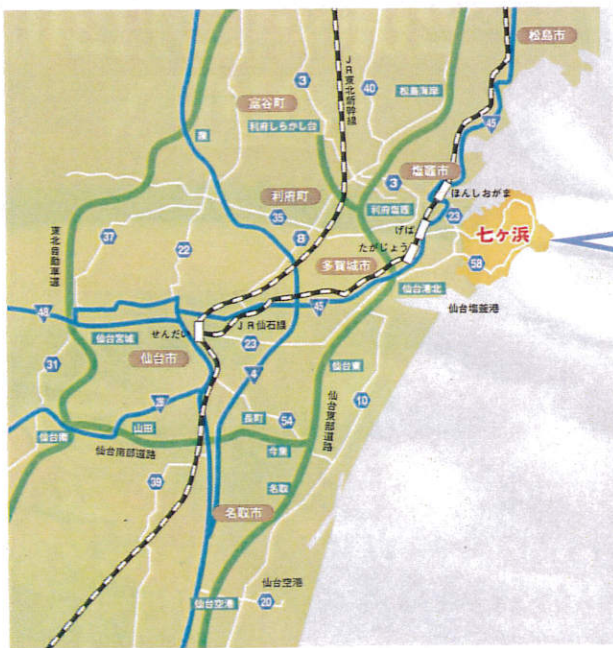 松島市
JR東北新幹線
3
40
松島海岸
富谷町
45
利府しらかし台
塩竈市
3
ほんしおがま
利府町
利府塩竈
23
35
8
げば
七ヶ浜
37
たがじょう
東北自動車道
22
多賀城市
58
仙台港北
仙台塩釜港
48
45
せんだい
JR仙石線
仙台宮城
23
仙台市
仙台東
31
4
10
長町
54
仙台東部道路
山田
仙台南
仙台南部道路
今泉
39
名取
名取市
仙台空港
仙台空港
20